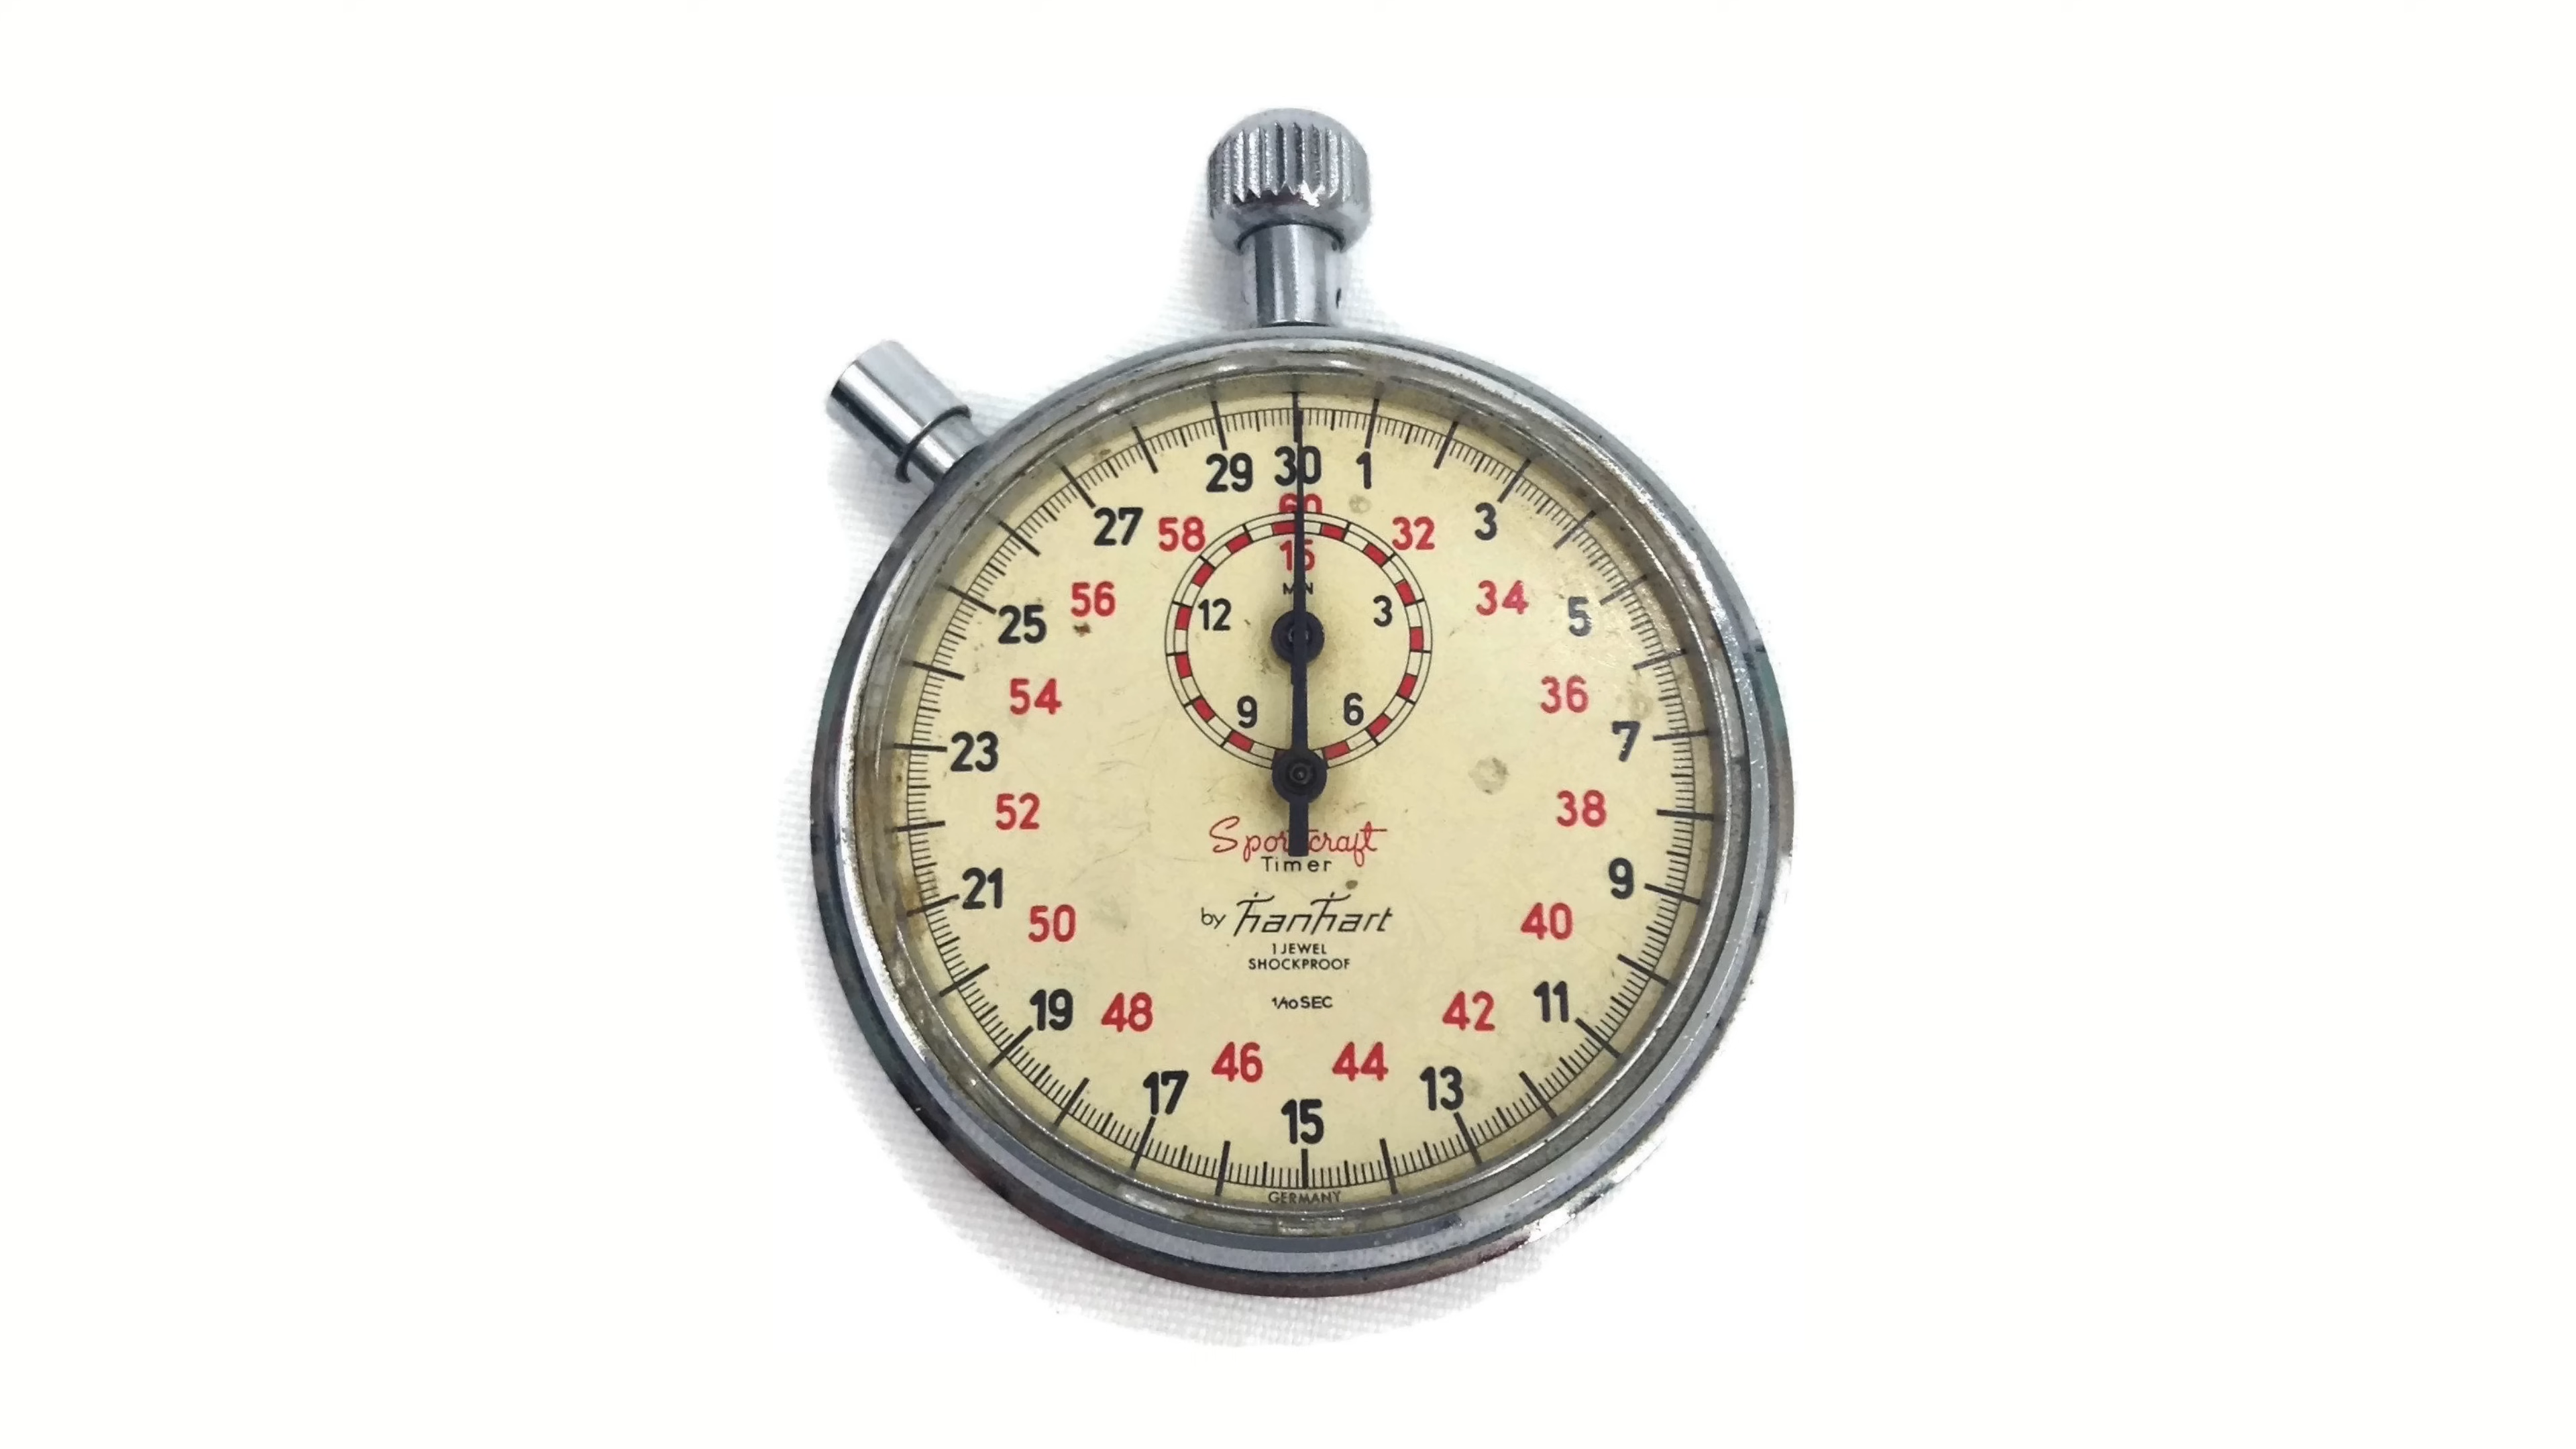 29 30 1
27 58 60 32 3
25 56 15 34 5
MIN
12 3
54 9 6 36
23 7
52 38
Sportcraft
Timer
21 9
50 by hanhart 40
1 JEWEL
SHOCKPROOF
1/10 SEC
19 48 42 11
46 44
17 15 13
GERMANY